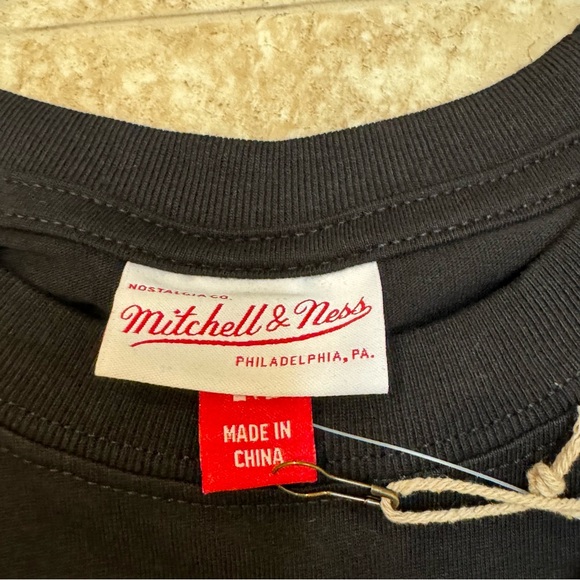 NOSTALGIA CO.
Mitchell & Ness
PHILADELPHIA, PA.
MADE IN
CHINA